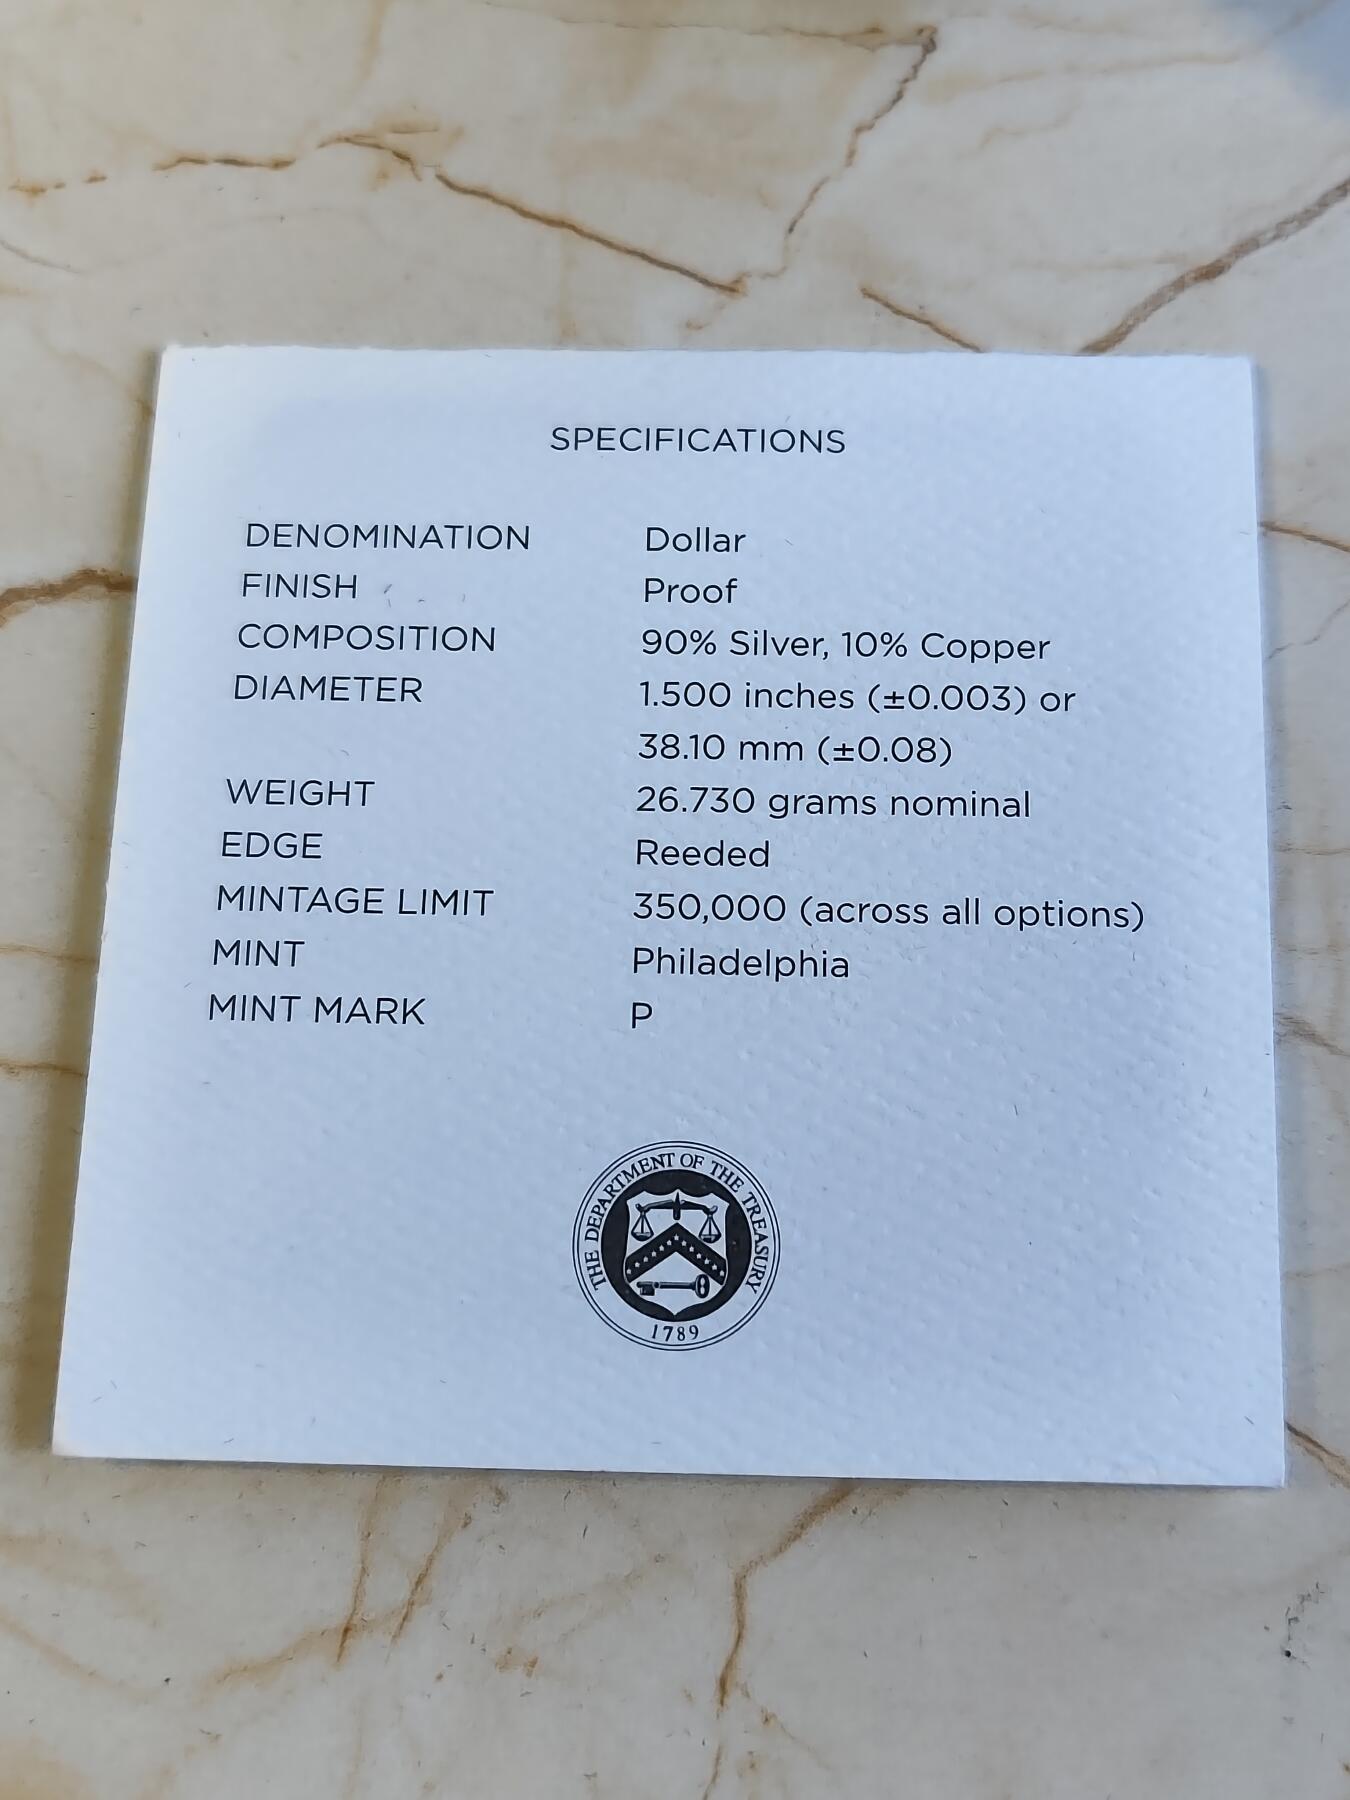 SPECIFICATIONS
DENOMINATION Dollar
FINISH Proof
COMPOSITION 90% Silver, 10% Copper
DIAMETER 1.500 inches (±0.003) or
38.10 mm (±0.08)
WEIGHT 26.730 grams nominal
EDGE Reeded
MINTAGE LIMIT 350,000 (across all options)
MINT Philadelphia
MINT MARK P
THE DEPARTMENT OF THE TREASURY
1789